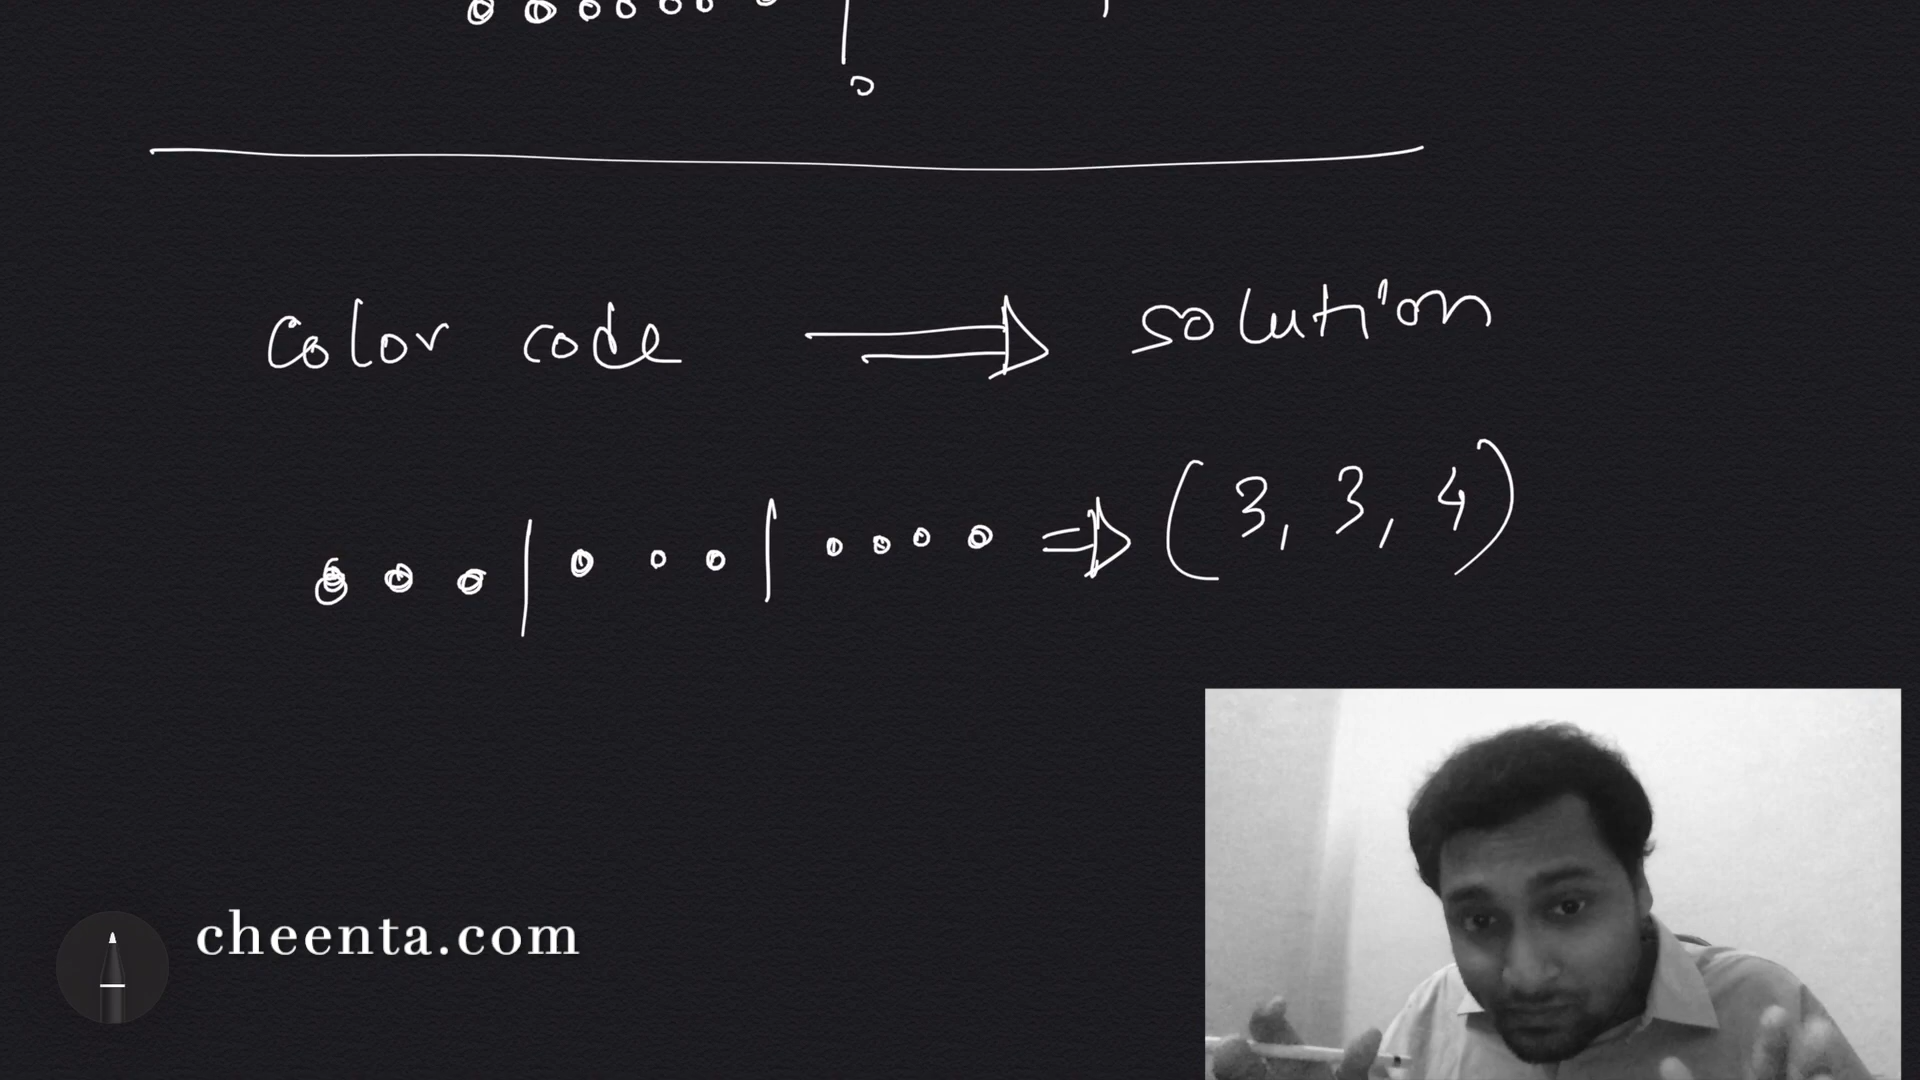 o o o o o o o |
o
color code ⇒ solution
o o o | o o o | o o o o ⇒ (3, 3, 4)
cheenta.com